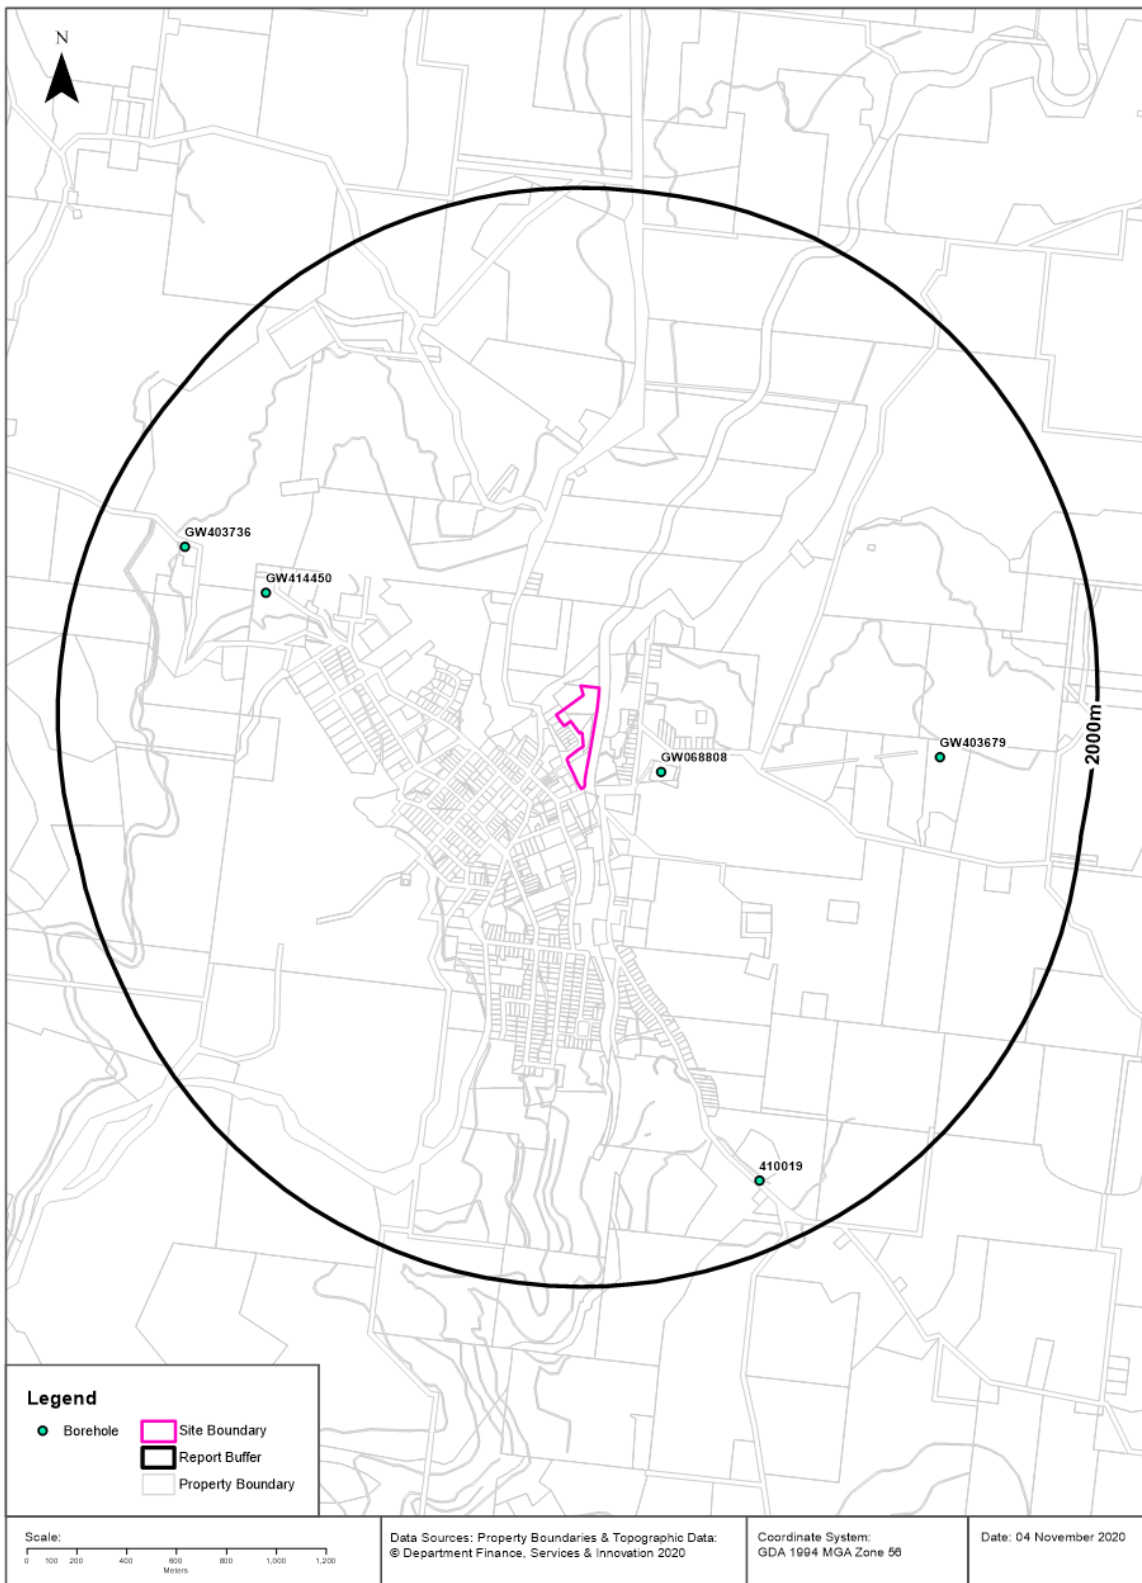 N
GW403736
GW414450
GW068808
GW403679
2000m
410019
Legend
Borehole
Site Boundary
Report Buffer
Property Boundary
Scale:
0 100 200 400 600 800 1,000 1,200
Meters
Data Sources: Property Boundaries & Topographic Data:
© Department Finance, Services & Innovation 2020
Coordinate System:
GDA 1994 MGA Zone 56
Date: 04 November 2020